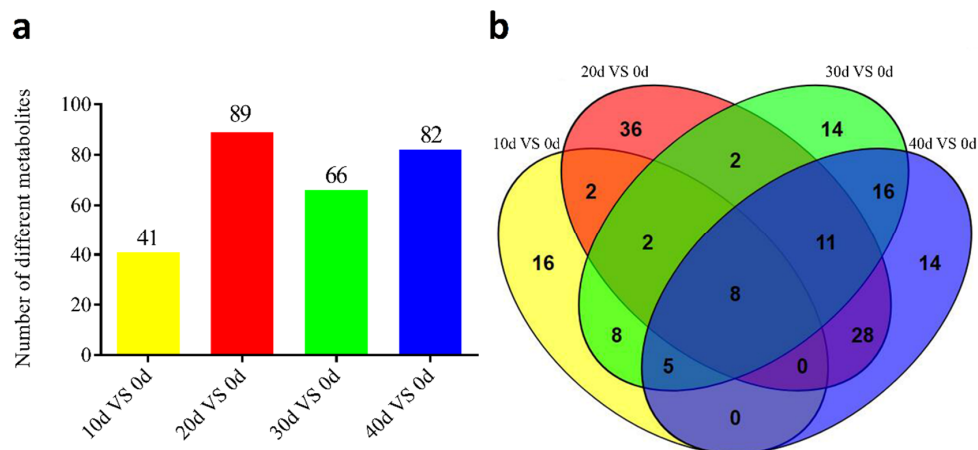 a
Number of different metabolites
100
80
60
40
20
0
41
89
66
82
10d VS 0d
20d VS 0d
30d VS 0d
40d VS 0d
b
20d VS 0d
30d VS 0d
10d VS 0d
40d VS 0d
36
14
2
2
16
2
11
16
14
8
8
28
5
0
0